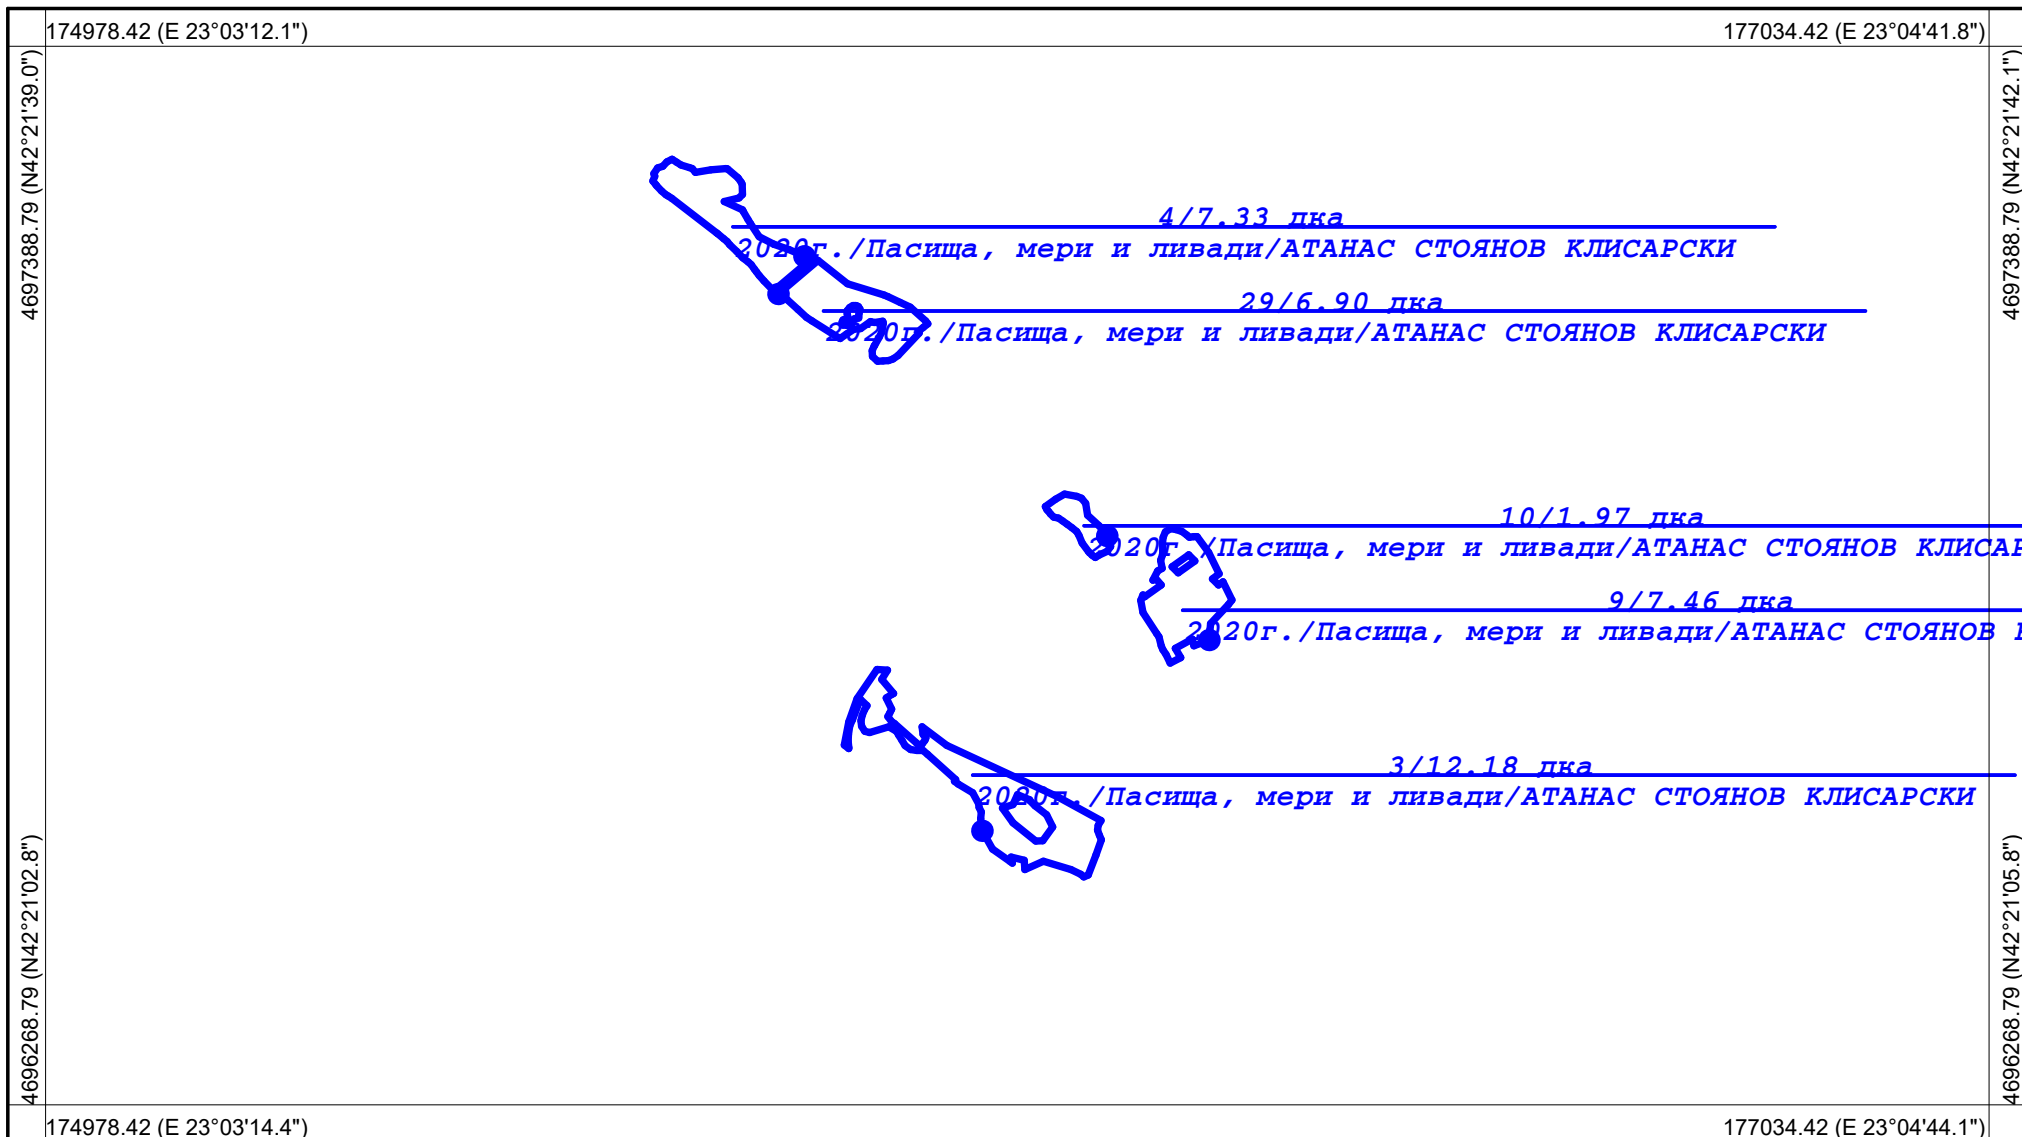 174978.42 (E 23°03'12.1")
177034.42 (E 23°04'41.8")
4697388.79 (N42°21'39.0")
4697388.79 (N42°21'42.1")
4/7.33 дка
2020г./Пасища, мери и ливади/АТАНАС СТОЯНОВ КЛИСАРСКИ
29/6.90 дка
2020г./Пасища, мери и ливади/АТАНАС СТОЯНОВ КЛИСАРСКИ
10/1.97 дка
2020г./Пасища, мери и ливади/АТАНАС СТОЯНОВ КЛИСАР
9/7.46 дка
2020г./Пасища, мери и ливади/АТАНАС СТОЯНОВ
3/12.18 дка
2020г./Пасища, мери и ливади/АТАНАС СТОЯНОВ КЛИСАРСКИ
4696268.79 (N42°21'02.8")
4696268.79 (N42°21'05.8")
174978.42 (E 23°03'14.4")
177034.42 (E 23°04'44.1")